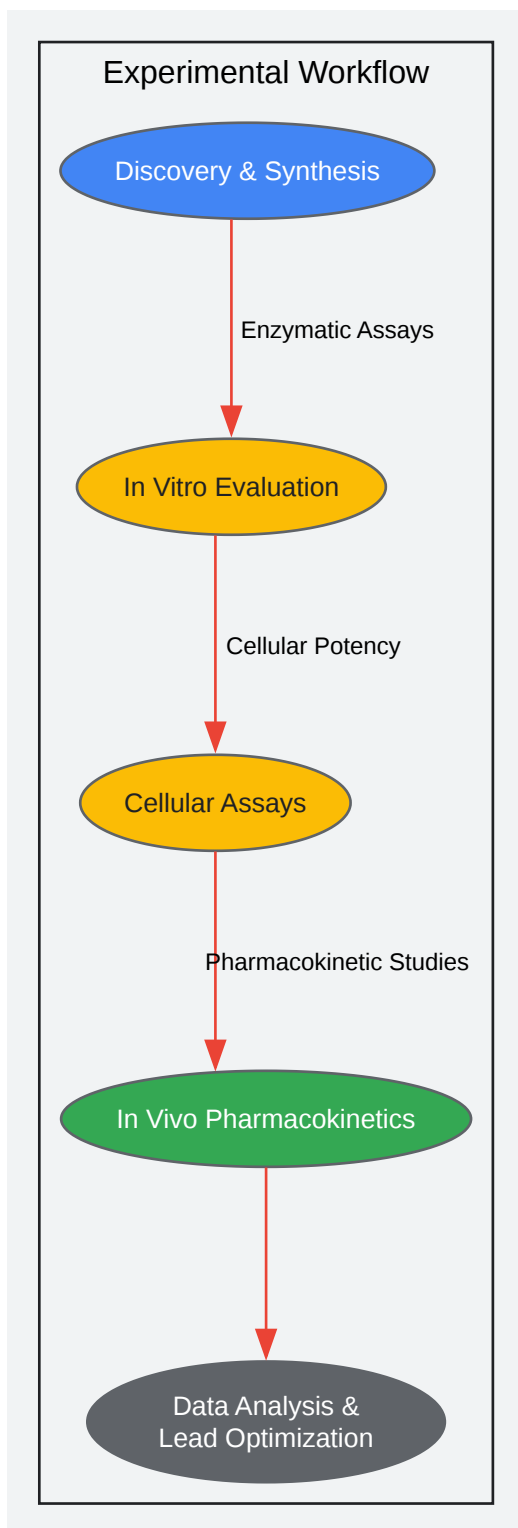 Experimental Workflow
Discovery & Synthesis
Enzymatic Assays
In Vitro Evaluation
Cellular Potency
Cellular Assays
Pharmacokinetic Studies
In Vivo Pharmacokinetics
Data Analysis &
Lead Optimization